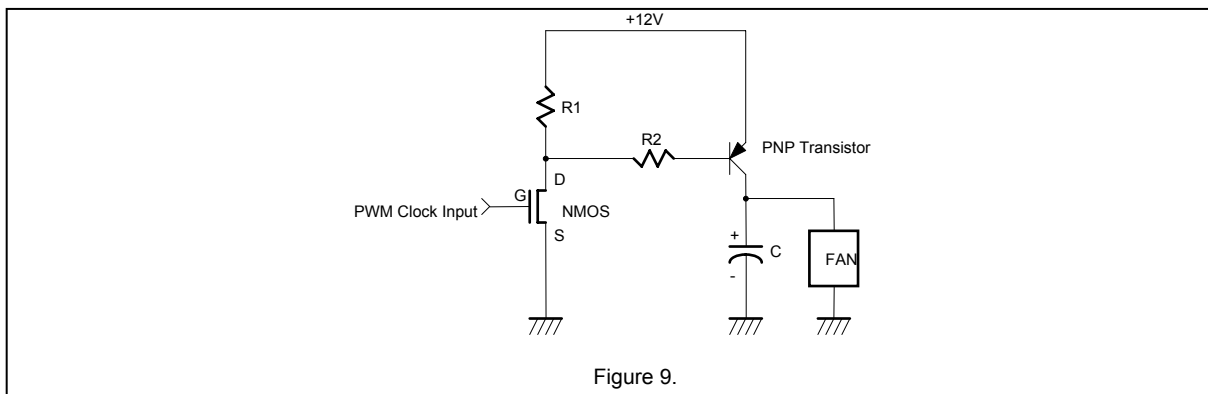 +12V
R1
R2
PNP Transistor
D
G
PWM Clock Input
NMOS
S
+
C
-
FAN
Figure 9.